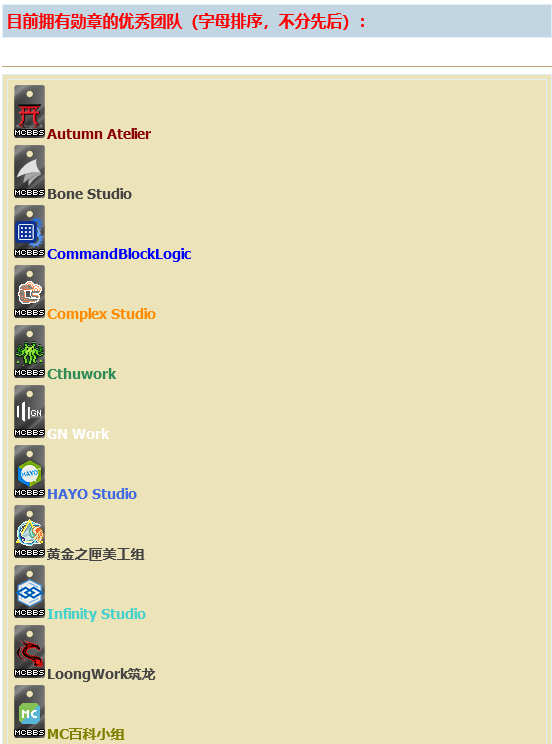 目前拥有勋章的优秀团队（字母排序，不分先后）：
MCBBS
Autumn Atelier
MCBBS
Bone Studio
MCBBS
CommandBlockLogic
MCBBS
Complex Studio
MCBBS
Cthuwork
GN
MCBBS
GN Work
HAYO
MCBBS
HAYO Studio
MCBBS
黄金之匣美工组
MCBBS
Infinity Studio
MCBBS
LoongWork筑龙
MC
MCBBS
MC百科小组